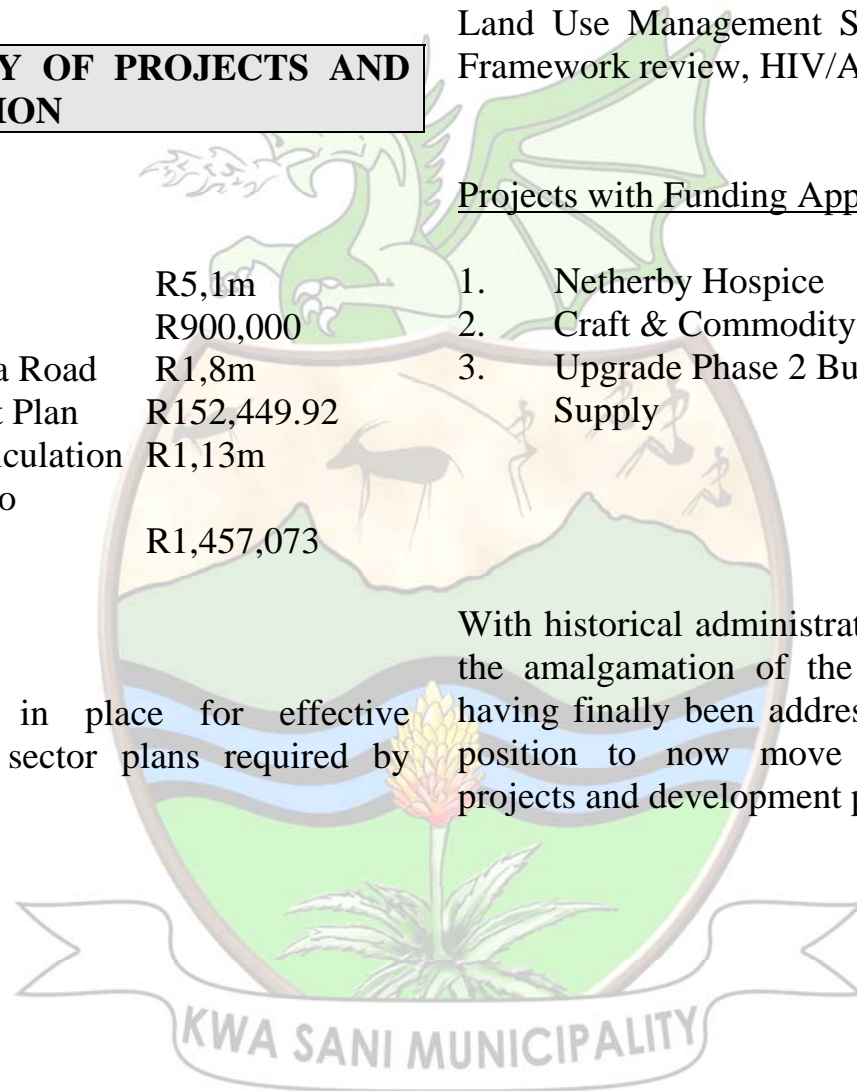 Y OF PROJECTS AND
ION
R5,1m
R900,000
a Road R1,8m
t Plan R152,449.92
iculation R1,13m
o
R1,457,073
in place for effective
sector plans required by
Land Use Management S
Framework review, HIV/A
Projects with Funding App
1. Netherby Hospice
2. Craft & Commodity
3. Upgrade Phase 2 Bu
Supply
With historical administrat
the amalgamation of the
having finally been addres
position to now move
projects and development p
KWA SANI MUNICIPALITY